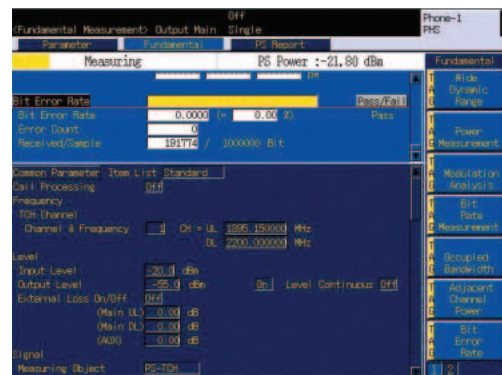 Off
<Fundamental Measurement> Output Main Single
Phone-1
PHS
Parameter Fundamental PS Report
Measuring PS Power :-21.80 dBm
Fundamental
Bit Error Rate Pass/Fail
Bit Error Rate 0.0000 (= 0.00 %) Pass
Error Count 0
Received/Sample 191774 / 1000000 Bit
Common Parameter Item List Standard
Call Processing Off
Frequency
TCH Channel
Channel & Frequency 1 CH = UL 1895.150000 MHz
DL 2200.000000 MHz
Level
Input Level -20.0 dBm
Output Level -55.0 dBm On Level Continuous Off
External Loss On/Off Off
(Main UL) 0.00 dB
(Main DL) 0.00 dB
(AUX) 0.00 dB
Signal
Measuring Object PS-TCH
Wide
Dynamic
Range
Power
Measurement
Modulation
Analysis
Bit
Rate
Measurement
Occupied
Bandwidth
Adjacent
Channel
Power
Bit
Error
Rate
1 2